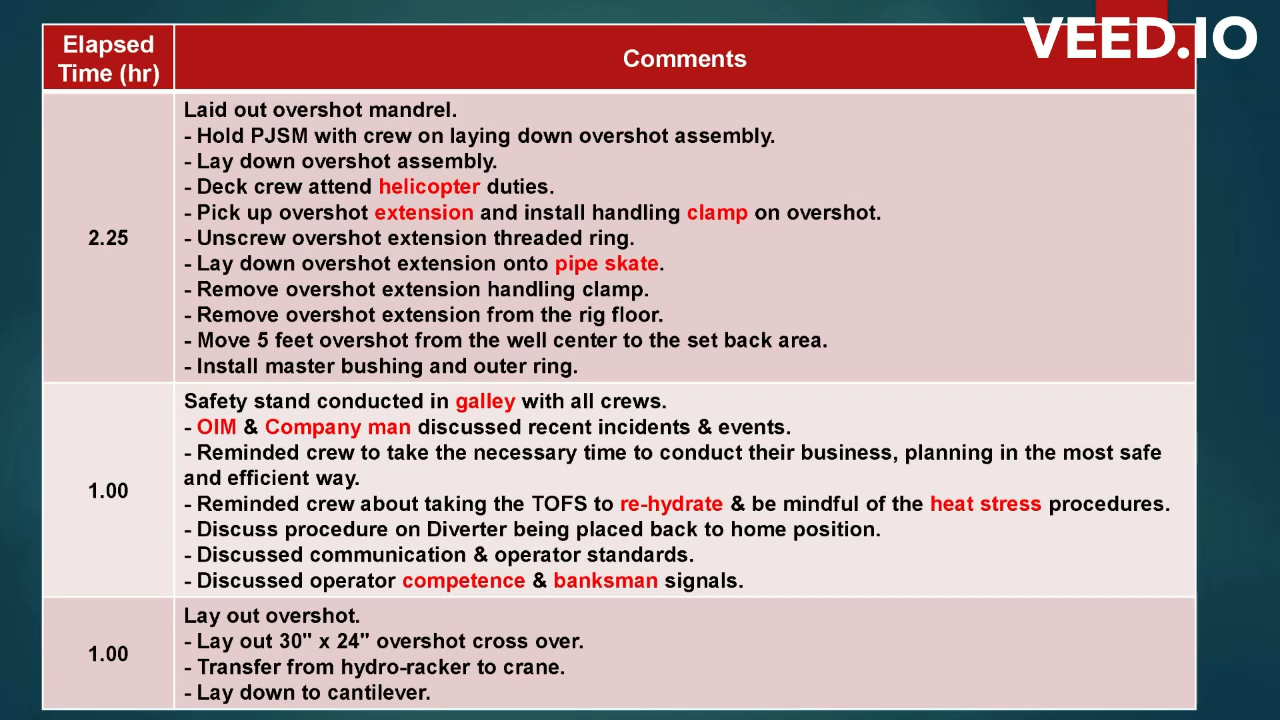 VEED.IO
Elapsed
Time (hr)
Comments
2.25
Laid out overshot mandrel.
- Hold PJSM with crew on laying down overshot assembly.
- Lay down overshot assembly.
- Deck crew attend helicopter duties.
- Pick up overshot extension and install handling clamp on overshot.
- Unscrew overshot extension threaded ring.
- Lay down overshot extension onto pipe skate.
- Remove overshot extension handling clamp.
- Remove overshot extension from the rig floor.
- Move 5 feet overshot from the well center to the set back area.
- Install master bushing and outer ring.
1.00
Safety stand conducted in galley with all crews.
- OIM & Company man discussed recent incidents & events.
- Reminded crew to take the necessary time to conduct their business, planning in the most safe
and efficient way.
- Reminded crew about taking the TOFS to re-hydrate & be mindful of the heat stress procedures.
- Discuss procedure on Diverter being placed back to home position.
- Discussed communication & operator standards.
- Discussed operator competence & banksman signals.
1.00
Lay out overshot.
- Lay out 30" x 24" overshot cross over.
- Transfer from hydro-racker to crane.
- Lay down to cantilever.